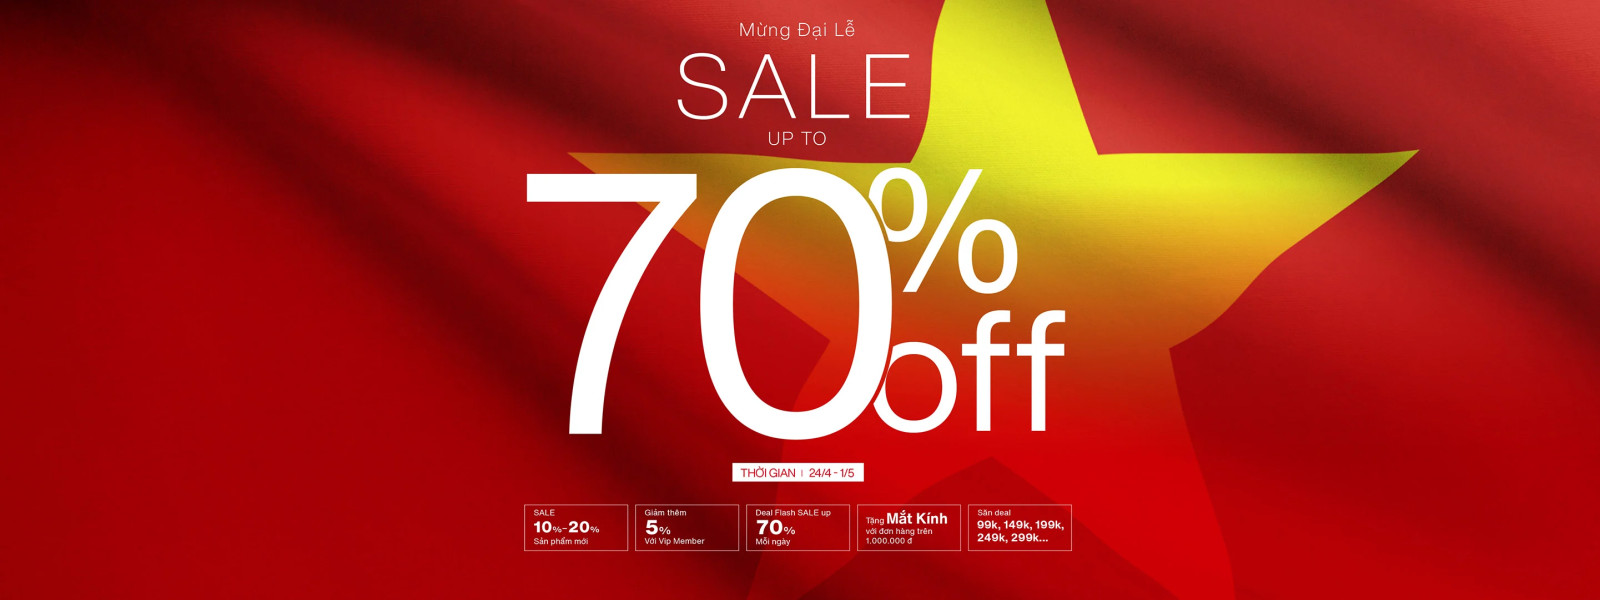 Mừng Đại Lễ
SALE
UP TO
70%
off
THỜI GIAN | 24/4 - 1/5
SALE
10%-20%
Sản phẩm mới
Giảm thêm
5%
Với Vip Member
Deal Flash SALE up
70%
Mỗi ngày
Tặng Mắt Kính
với đơn hàng trên
1.000.000 đ
Săn deal
99k, 149k, 199k,
249k, 299k...